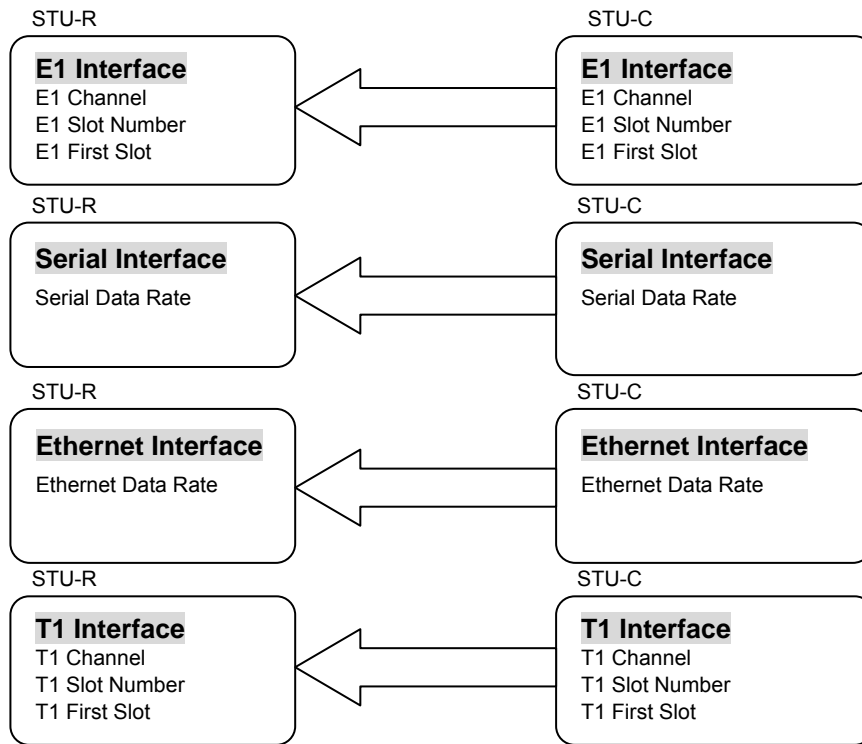 STU-R
STU-C
E1 Interface
E1 Channel
E1 Slot Number
E1 First Slot
E1 Interface
E1 Channel
E1 Slot Number
E1 First Slot
STU-R
STU-C
Serial Interface
Serial Data Rate
Serial Interface
Serial Data Rate
STU-R
STU-C
Ethernet Interface
Ethernet Data Rate
Ethernet Interface
Ethernet Data Rate
STU-R
STU-C
T1 Interface
T1 Channel
T1 Slot Number
T1 First Slot
T1 Interface
T1 Channel
T1 Slot Number
T1 First Slot